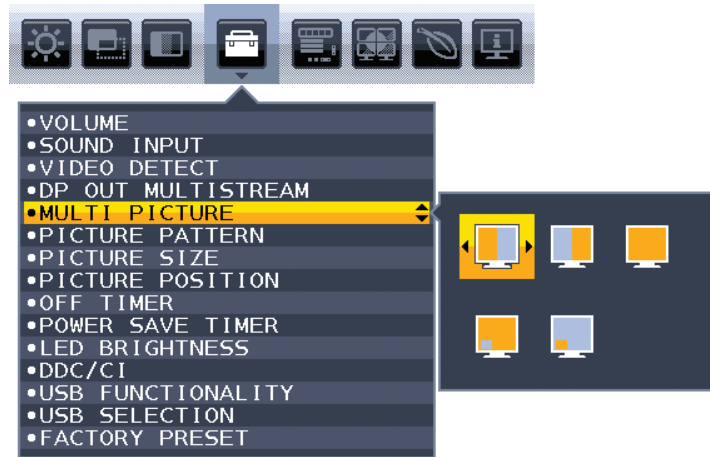 •VOLUME
•SOUND INPUT
•VIDEO DETECT
•DP OUT MULTISTREAM
•MULTI PICTURE
•PICTURE PATTERN
•PICTURE SIZE
•PICTURE POSITION
•OFF TIMER
•POWER SAVE TIMER
•LED BRIGHTNESS
•DDC/CI
•USB FUNCTIONALITY
•USB SELECTION
•FACTORY PRESET